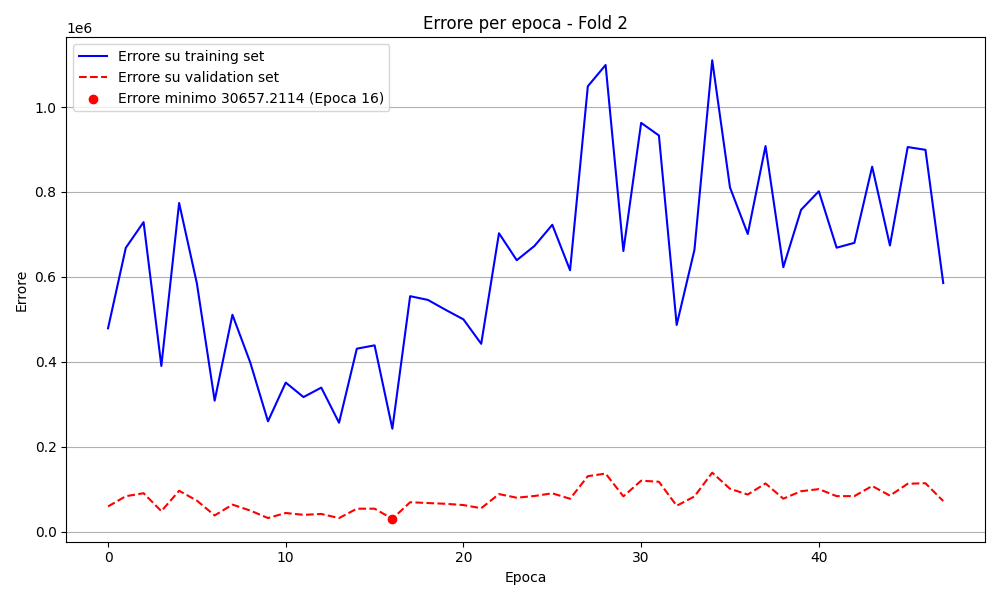 Errore per epoca - Fold 2
1e6
Errore su training set
Errore su validation set
Errore minimo 30657.2114 (Epoca 16)
1.0
0.8
0.6
0.4
0.2
0.0
Errore
0 10 20 30 40
Epoca